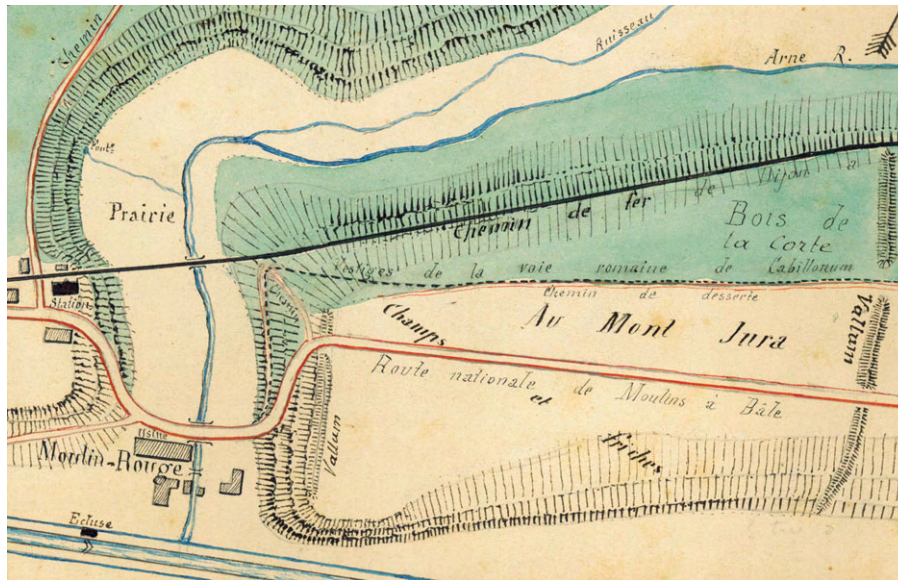 Chemin
Ruisseau
Arne R.
Prairie
Chemin de fer de Dijon à
Bois de
la Corte
Vestiges de la voie romaine de Cabillonum
Chemin de desserte
Station
Champs
Au Mont Jura
Vallum
Route nationale de Moulins à Bâle
et
Vallum
Friches
Usine
Moulin-Rouge
Ecluse